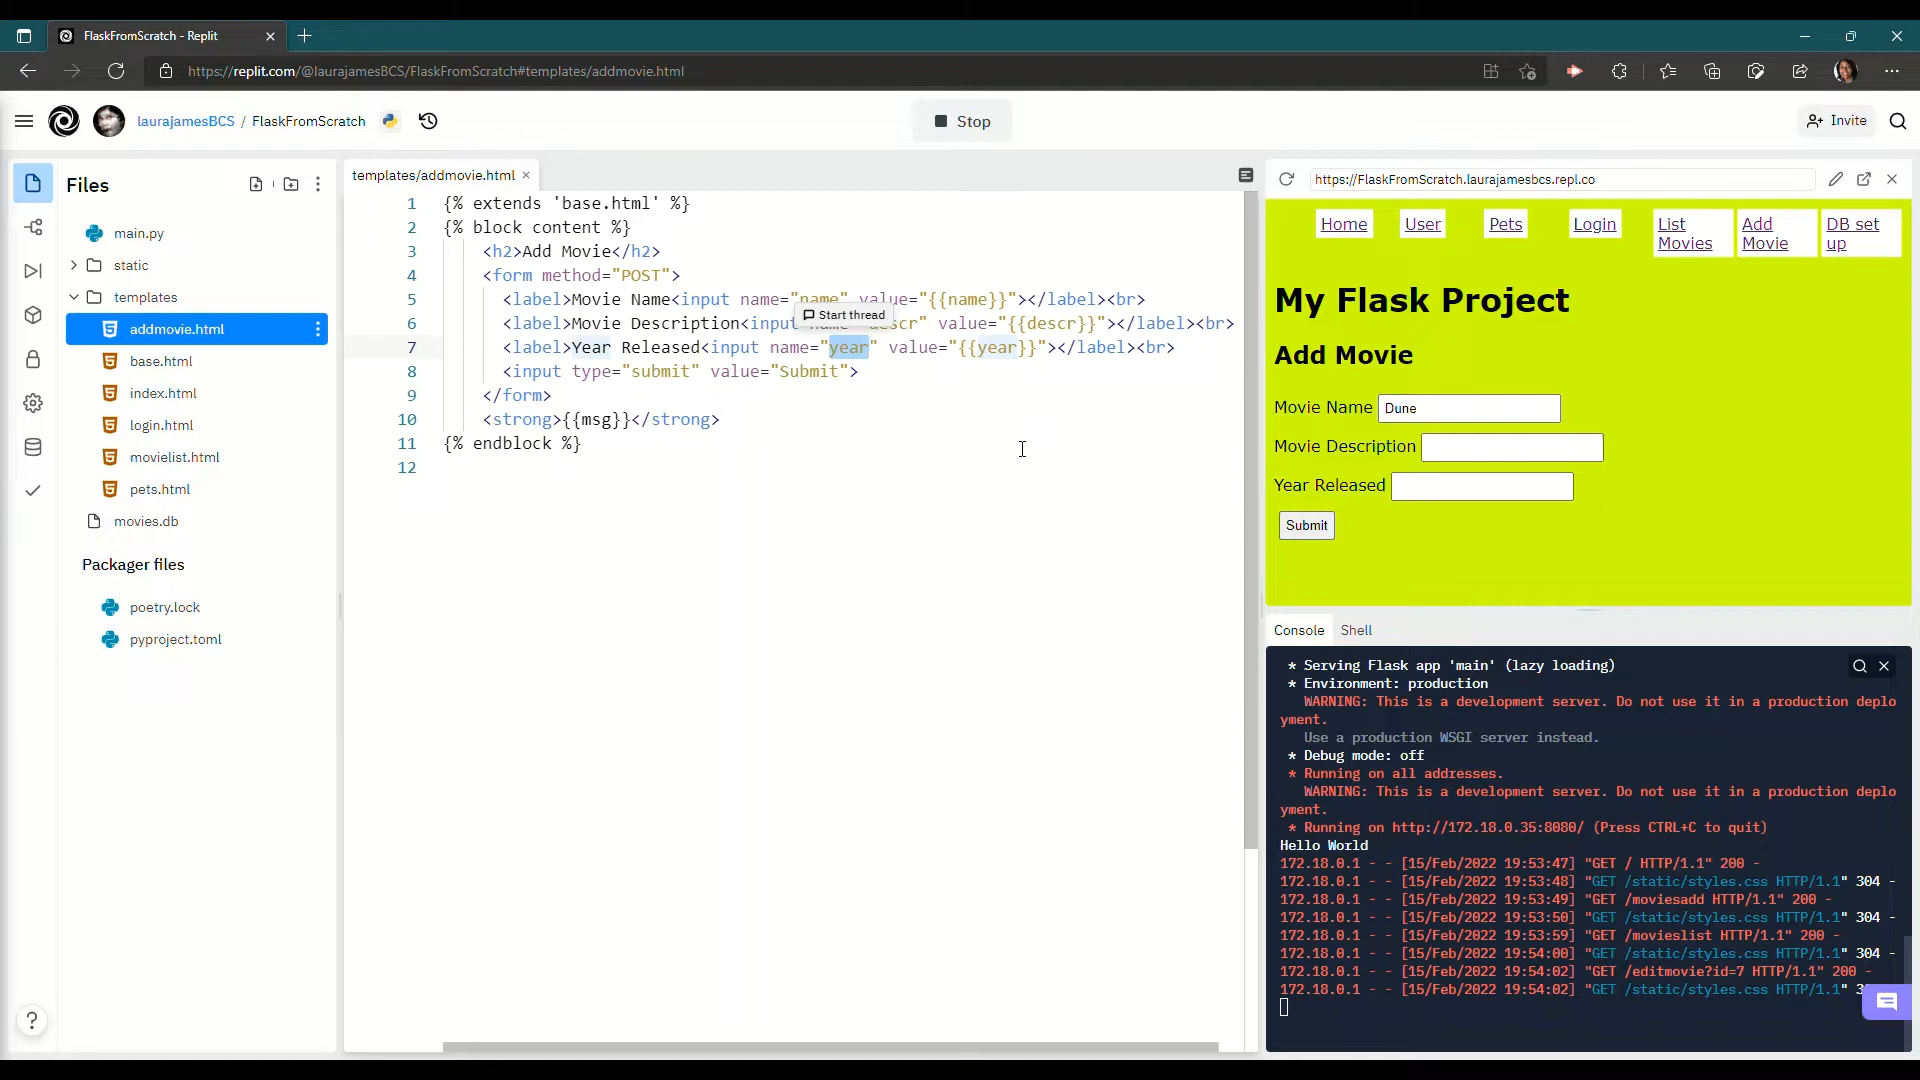 FlaskFromScratch - Replit
https://replit.com/@laurajamesBCS/FlaskFromScratch#templates/addmovie.html
laurajamesBCS / FlaskFromScratch
Stop
Invite
Files
main.py
static
templates
addmovie.html
base.html
index.html
login.html
movielist.html
pets.html
movies.db
Packager files
poetry.lock
pyproject.toml
?
templates/addmovie.html
1 {% extends 'base.html' %}
2 {% block content %}
3 <h2>Add Movie</h2>
4 <form method="POST">
5 <label>Movie Name<input name="name" value="{{name}}"></label><br>
Start thread
6 <label>Movie Description<input name="descr" value="{{descr}}"></label><br>
7 <label>Year Released<input name="year" value="{{year}}"></label><br>
8 <input type="submit" value="Submit">
9 </form>
10 <strong>{{msg}}</strong>
11 {% endblock %}
12
https://FlaskFromScratch.laurajamesbcs.repl.co
Home User Pets Login List Movies Add Movie DB set up
My Flask Project
Add Movie
Movie Name Dune
Movie Description
Year Released
Submit
Console Shell
* Serving Flask app 'main' (lazy loading)
* Environment: production
WARNING: This is a development server. Do not use it in a production deplo
yment.
Use a production WSGI server instead.
* Debug mode: off
* Running on all addresses.
WARNING: This is a development server. Do not use it in a production deplo
yment.
* Running on http://172.18.0.35:8080/ (Press CTRL+C to quit)
Hello World
172.18.0.1 - - [15/Feb/2022 19:53:47] "GET / HTTP/1.1" 200 -
172.18.0.1 - - [15/Feb/2022 19:53:48] "GET /static/styles.css HTTP/1.1" 304 -
172.18.0.1 - - [15/Feb/2022 19:53:49] "GET /moviesadd HTTP/1.1" 200 -
172.18.0.1 - - [15/Feb/2022 19:53:50] "GET /static/styles.css HTTP/1.1" 304 -
172.18.0.1 - - [15/Feb/2022 19:53:59] "GET /movieslist HTTP/1.1" 200 -
172.18.0.1 - - [15/Feb/2022 19:54:00] "GET /static/styles.css HTTP/1.1" 304 -
172.18.0.1 - - [15/Feb/2022 19:54:02] "GET /editmovie?id=7 HTTP/1.1" 200 -
172.18.0.1 - - [15/Feb/2022 19:54:02] "GET /static/styles.css HTTP/1.1"